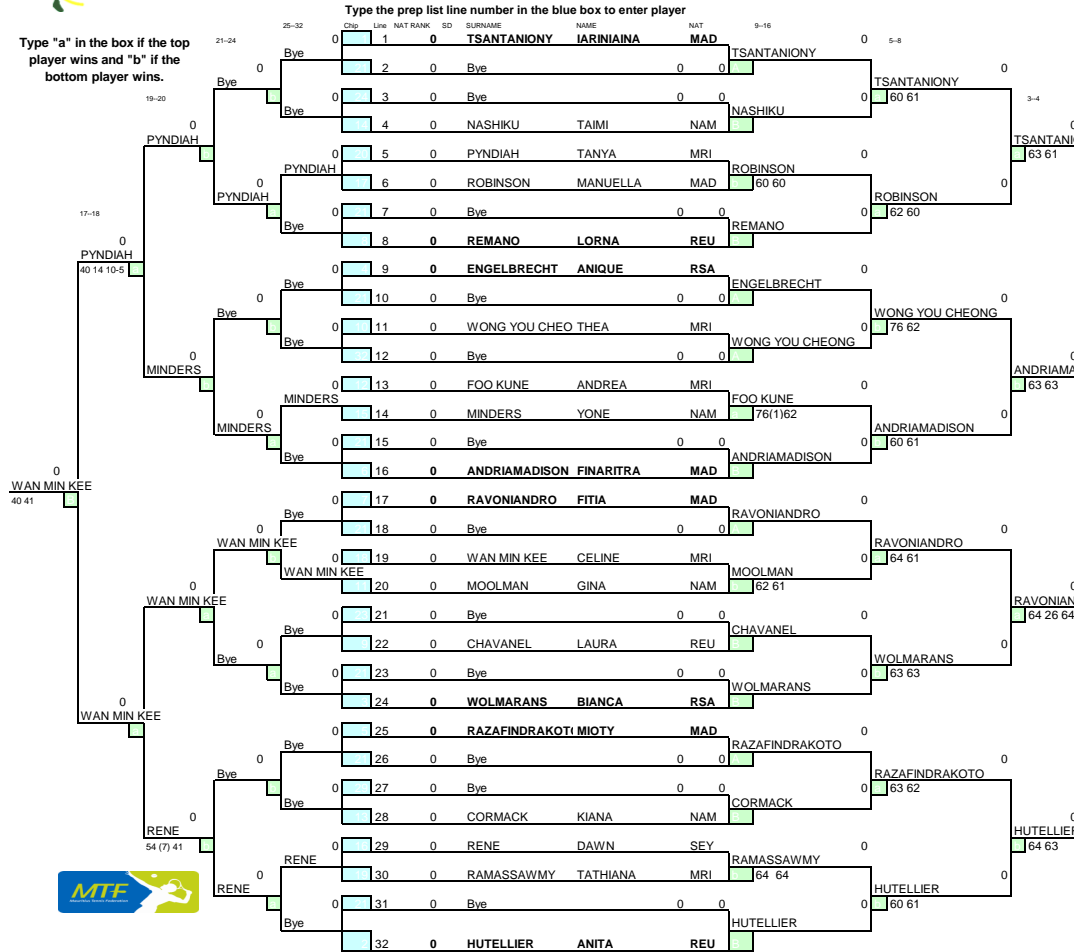 Type the prep list line number in the blue box to enter player
Type "a" in the box if the top
player wins and "b" if the
bottom player wins.
17--18
19--20
21--24
25--32
Chip Line NAT RANK SD SURNAME NAME NAT
9--16
5--8
3--4
0 1 0 TSANTANIONY IARINIAINA MAD
2 0 Bye 0 0
0 3 0 Bye 0 0
4 0 NASHIKU TAIMI NAM
0 5 0 PYNDIAH TANYA MRI
6 0 ROBINSON MANUELLA MAD
0 7 0 Bye 0 0
8 0 REMANO LORNA REU
0 9 0 ENGELBRECHT ANIQUE RSA
10 0 Bye 0 0
0 11 0 WONG YOU CHEO THEA MRI
12 0 Bye 0 0
0 13 0 FOO KUNE ANDREA MRI
14 0 MINDERS YONE NAM
0 15 0 Bye 0 0
16 0 ANDRIAMADISON FINARITRA MAD
0 17 0 RAVONIANDRO FITIA MAD
18 0 Bye 0 0
0 19 0 WAN MIN KEE CELINE MRI
20 0 MOOLMAN GINA NAM
0 21 0 Bye 0 0
22 0 CHAVANEL LAURA REU
0 23 0 Bye 0 0
24 0 WOLMARANS BIANCA RSA
0 25 0 RAZAFINDRAKOT MIOTY MAD
26 0 Bye 0 0
0 27 0 Bye 0 0
28 0 CORMACK KIANA NAM
0 29 0 RENE DAWN SEY
30 0 RAMASSAWMY TATHIANA MRI
0 31 0 Bye 0 0
32 0 HUTELLIER ANITA REU
Bye
Bye
PYNDIAH
Bye
Bye
Bye
MINDERS
Bye
Bye
WAN MIN KEE
Bye
Bye
Bye
Bye
RENE
Bye
0
Bye
0
PYNDIAH
0
Bye
0
MINDERS
0
WAN MIN KEE
0
Bye
0
Bye
0
RENE
0
PYNDIAH
0
MINDERS
0
WAN MIN KEE
0
RENE
54 (7) 41
0
PYNDIAH
40 14 10-5
0
WAN MIN KEE
0
WAN MIN KEE
40 41
TSANTANIONY
NASHIKU
ROBINSON
60 60
REMANO
ENGELBRECHT
WONG YOU CHEONG
FOO KUNE
76(1)62
ANDRIAMADISON
RAVONIANDRO
MOOLMAN
62 61
CHAVANEL
WOLMARANS
RAZAFINDRAKOTO
CORMACK
RAMASSAWMY
64 64
HUTELLIER
0
TSANTANIONY
0 60 61
0
ROBINSON
0 62 60
0
WONG YOU CHEONG
0 76 62
0
ANDRIAMADISON
0 60 61
0
RAVONIANDRO
0 64 61
0
WOLMARANS
0 63 63
0
RAZAFINDRAKOTO
0 63 62
0
HUTELLIER
0 60 61
0
0
TSANTANI
63 61
0
0
0
ANDRIAMA
63 63
0
0
0
RAVONIAN
64 26 64
0
0
0
HUTELLIER
64 63
0
MTF